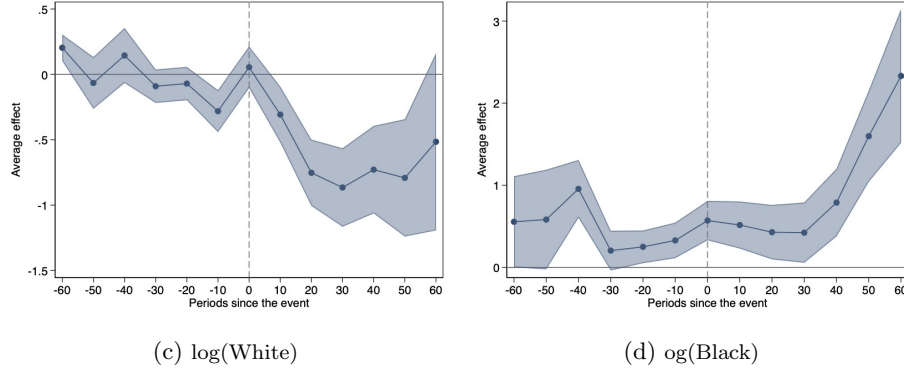 .5
0
-.5
-1
-1.5
Average effect
-60 -50 -40 -30 -20 -10 0 10 20 30 40 50 60
Periods since the event
(c) log(White)
3
2
1
0
Average effect
-60 -50 -40 -30 -20 -10 0 10 20 30 40 50 60
Periods since the event
(d) og(Black)